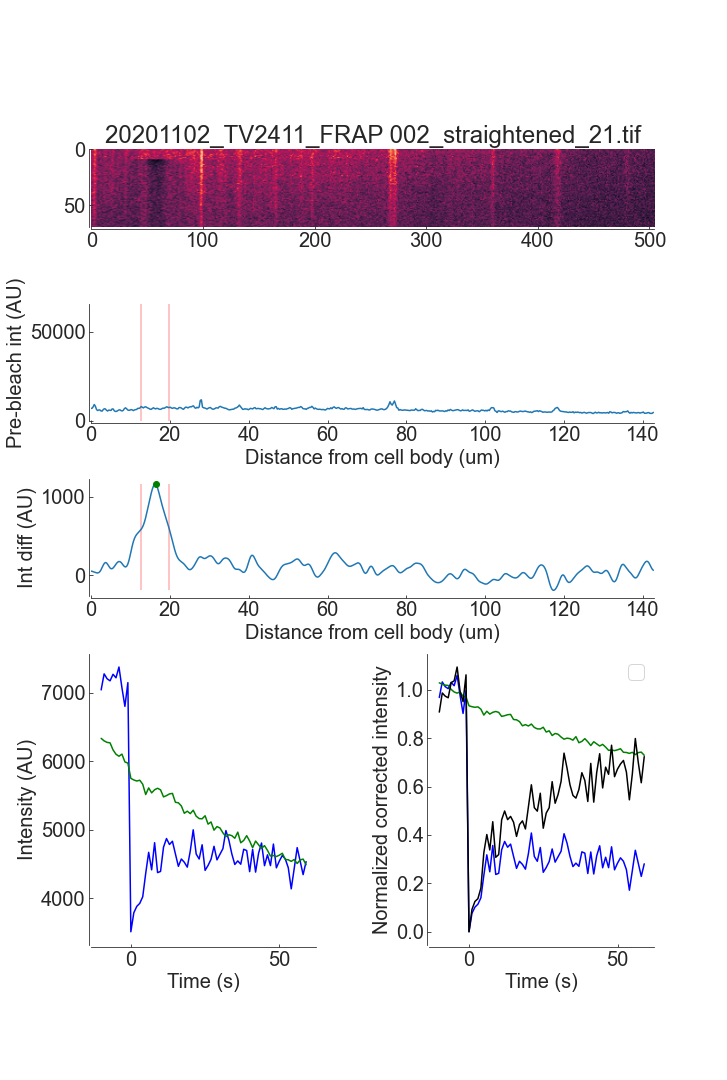 20201102_TV2411_FRAP 002_straightened_21.tif
0
50
0 100 200 300 400 500
Pre-bleach int (AU)
50000
0
0 20 40 60 80 100 120 140
Distance from cell body (um)
Int diff (AU)
1000
0
0 20 40 60 80 100 120 140
Distance from cell body (um)
Intensity (AU)
7000
6000
5000
4000
0 50
Time (s)
Normalized corrected intensity
1.0
0.8
0.6
0.4
0.2
0.0
0 50
Time (s)